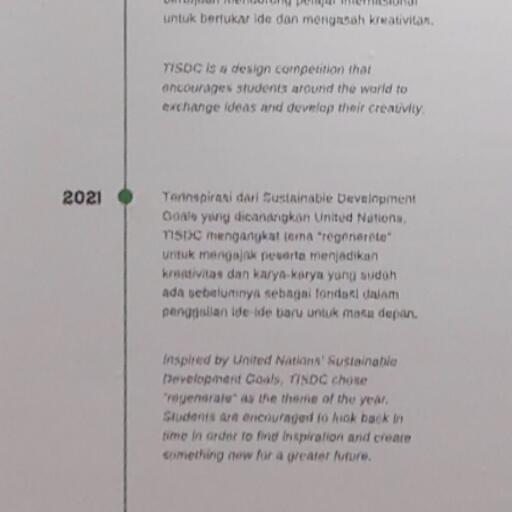 mendorong pelajar internasional
untuk bertukar ide dan mengasah kreativitas.
TISDC is a design competition that
encourages students around the world to
exchange ideas and develop their creativity.
2021
Terinspirasi dari Sustainable Development
Goals yang dicanangkan United Nations,
TISDC mengangkat tema "regenerate"
untuk mengajak peserta menjadikan
kreativitas dan karya-karya yang sudah
ada sebelumnya sebagai fondasi dalam
penggalian ide-ide baru untuk masa depan.
Inspired by United Nations' Sustainable
Development Goals, TISDC chose
"regenerate" as the theme of the year.
Students are encouraged to look back in
time in order to find inspiration and create
something new for a greater future.